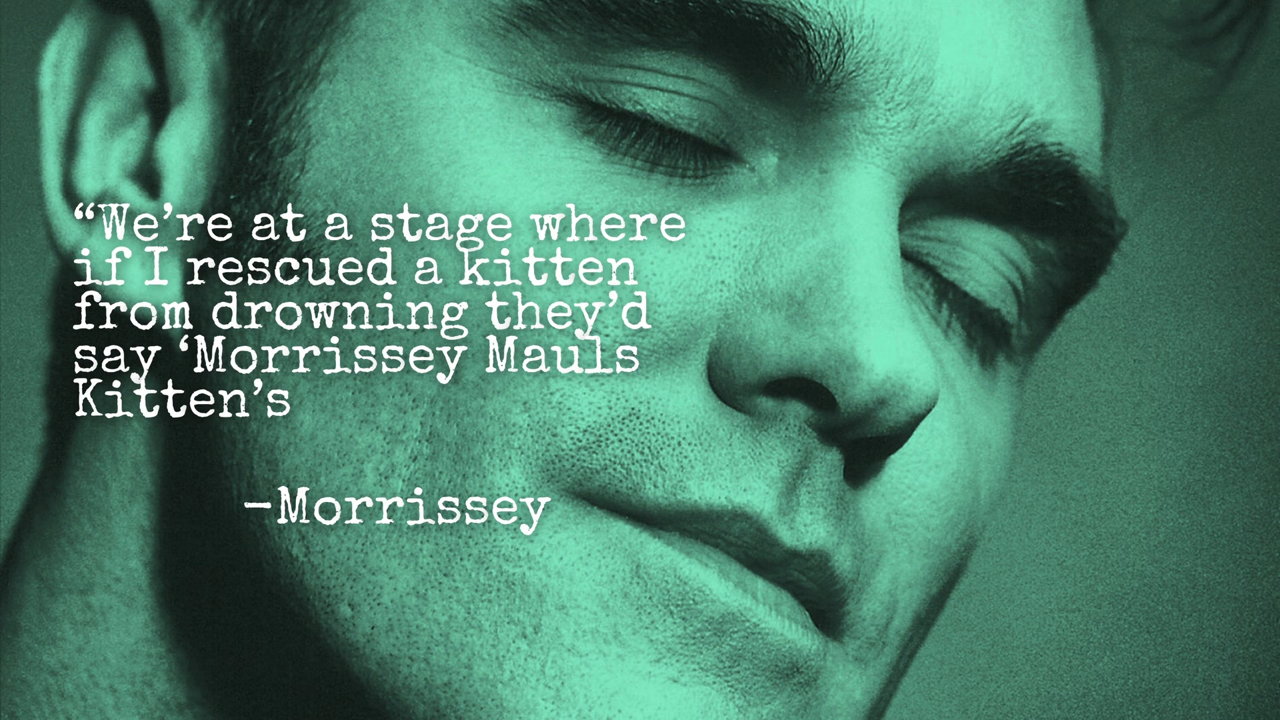 “We’re at a stage where
if I rescued a kitten
from drowning they’d
say ‘Morrissey Mauls
Kitten’s
–Morrissey